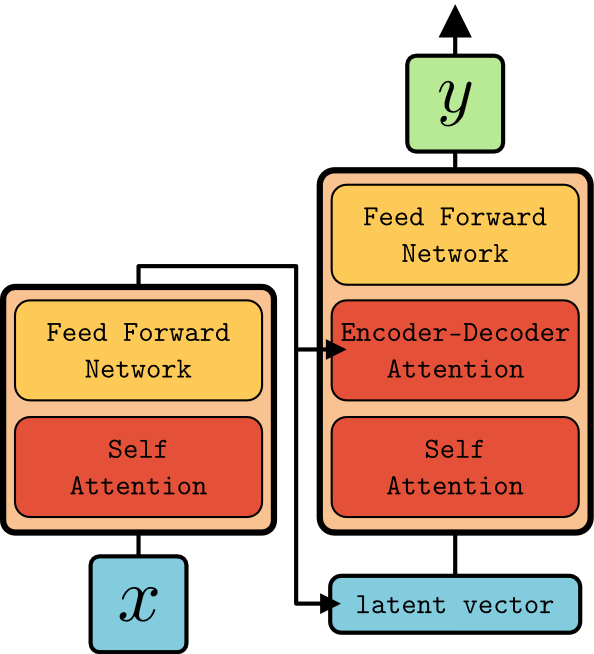 y
Feed Forward
Network
Encoder-Decoder
Attention
Self
Attention
latent vector
Feed Forward
Network
Self
Attention
x